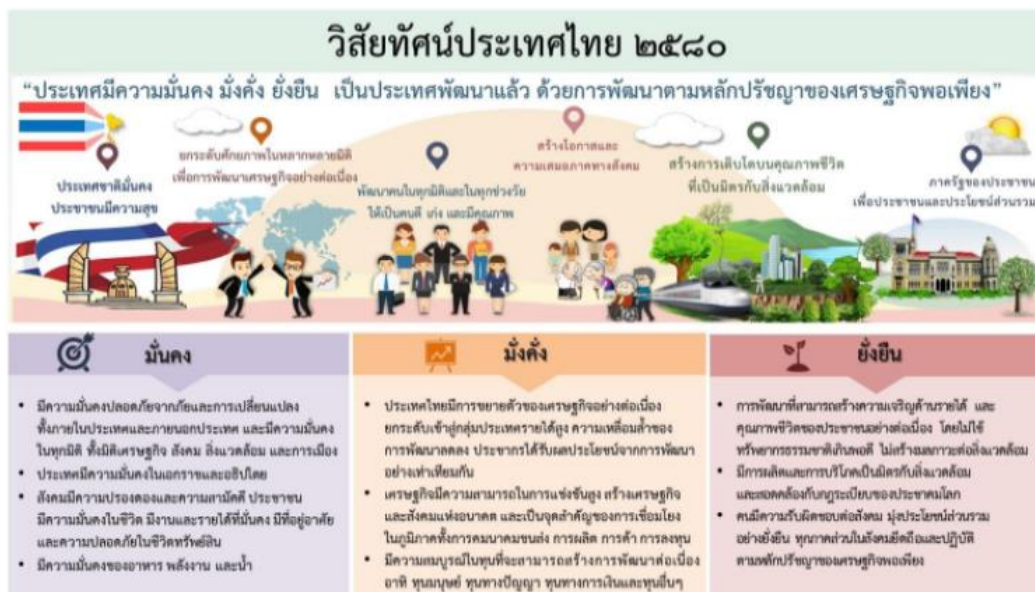 วิสัยทัศน์ประเทศไทย ๒๕๘๐
“ประเทศมีความมั่นคง มั่งคั่ง ยั่งยืน เป็นประเทศพัฒนาแล้ว ด้วยการพัฒนาตามหลักปรัชญาของเศรษฐกิจพอเพียง”
ประเทศชาติมั่นคง
ประชาชนมีความสุข
ยกระดับศักยภาพในหลากหลายมิติ
เพื่อการพัฒนาเศรษฐกิจอย่างต่อเนื่อง
พัฒนาคนในทุกมิติและในทุกช่วงวัย
ให้เป็นคนดี เก่ง และมีคุณภาพ
สร้างโอกาสและ
ความเสมอภาคทางสังคม
สร้างการเติบโตบนคุณภาพชีวิต
ที่เป็นมิตรกับสิ่งแวดล้อม
ภาครัฐของประชาชน
เพื่อประชาชนและประโยชน์ส่วนรวม
มั่นคง
• มีความมั่นคงปลอดภัยจากภัยและการเปลี่ยนแปลง
ทั้งภายในประเทศและภายนอกประเทศ และมีความมั่นคง
ในทุกมิติ ทั้งมิติเศรษฐกิจ สังคม สิ่งแวดล้อม และการเมือง
• ประเทศมีความมั่นคงในเอกราชและอธิปไตย
• สังคมมีความปรองดองและความสามัคคี ประชาชน
มีความมั่นคงในชีวิต มีงานและรายได้ที่มั่นคง มีที่อยู่อาศัย
และความปลอดภัยในชีวิตทรัพย์สิน
• มีความมั่นคงของอาหาร พลังงาน และน้ำ
มั่งคั่ง
• ประเทศไทยมีการขยายตัวของเศรษฐกิจอย่างต่อเนื่อง
ยกระดับเข้าสู่กลุ่มประเทศรายได้สูง ความเหลื่อมล้ำของ
การพัฒนาลดลง ประชากรได้รับผลประโยชน์จากการพัฒนา
อย่างเท่าเทียมกัน
• เศรษฐกิจมีความสามารถในการแข่งขันสูง สร้างเศรษฐกิจ
และสังคมแห่งอนาคต และเป็นจุดสำคัญของการเชื่อมโยง
ในภูมิภาคทั้งการคมนาคมขนส่ง การผลิต การค้า การลงทุน
• มีความสมบูรณ์ในทุนที่จะสามารถสร้างการพัฒนาต่อเนื่อง
อาทิ ทุนมนุษย์ ทุนทางปัญญา ทุนทางการเงินและทุนอื่นๆ
ยั่งยืน
• การพัฒนาที่สามารถสร้างความเจริญด้านรายได้ และ
คุณภาพชีวิตของประชาชนอย่างต่อเนื่อง โดยไม่ใช้
ทรัพยากรธรรมชาติเกินพอดี ไม่สร้างมลภาวะต่อสิ่งแวดล้อม
• มีการผลิตและการบริโภคเป็นมิตรกับสิ่งแวดล้อม
และสอดคล้องกับกฎระเบียบของประชาคมโลก
• คนมีความรับผิดชอบต่อสังคม มุ่งประโยชน์ส่วนรวม
อย่างยั่งยืน ทุกภาคส่วนในสังคมยึดถือและปฏิบัติ
ตามหลักปรัชญาของเศรษฐกิจพอเพียง